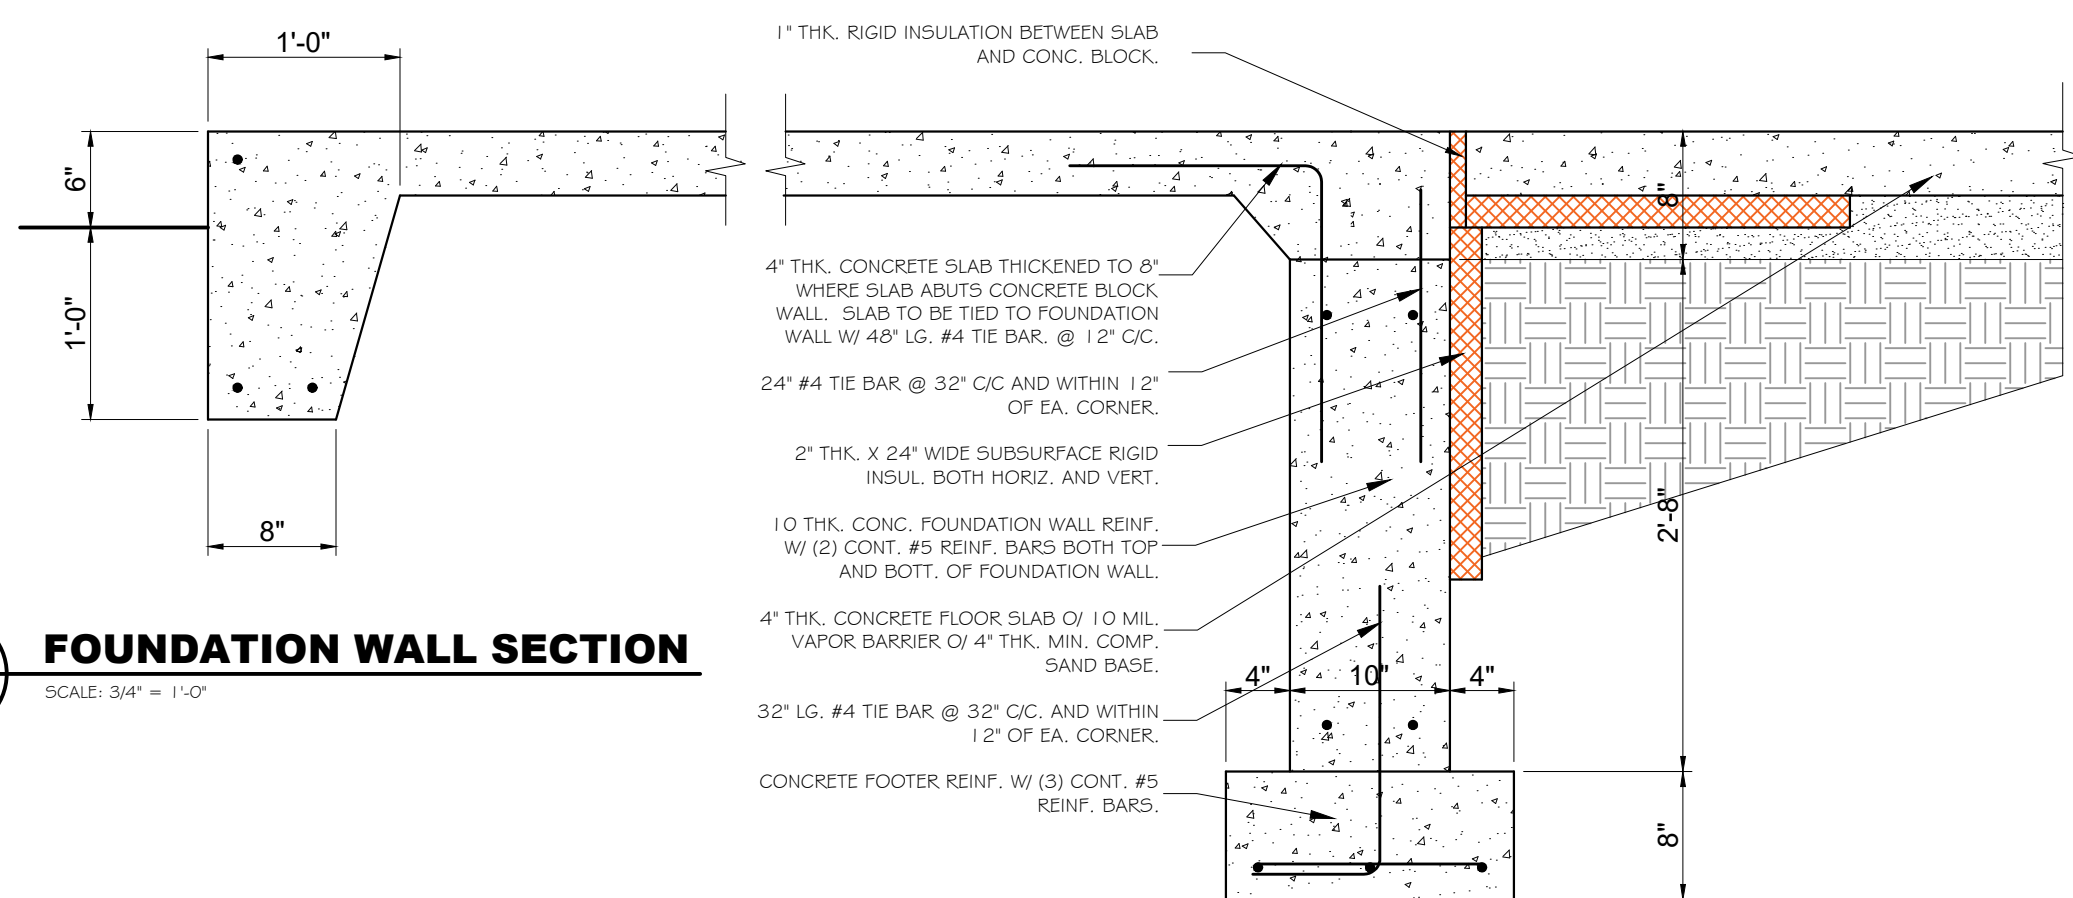 1'-0"
6"
1'-0"
8"
FOUNDATION WALL SECTION
SCALE: 3/4" = 1'-0"
1" THK. RIGID INSULATION BETWEEN SLAB
AND CONC. BLOCK.
4" THK. CONCRETE SLAB THICKENED TO 8"
WHERE SLAB ABUTS CONCRETE BLOCK
WALL. SLAB TO BE TIED TO FOUNDATION
WALL W/ 48" LG. #4 TIE BAR. @ 12" C/C.
24" #4 TIE BAR @ 32" C/C AND WITHIN 12"
OF EA. CORNER.
2" THK. X 24" WIDE SUBSURFACE RIGID
INSUL. BOTH HORIZ. AND VERT.
10 THK. CONC. FOUNDATION WALL REINF.
W/ (2) CONT. #5 REINF. BARS BOTH TOP
AND BOTT. OF FOUNDATION WALL.
4" THK. CONCRETE FLOOR SLAB O/ 10 MIL.
VAPOR BARRIER O/ 4" THK. MIN. COMP.
SAND BASE.
32" LG. #4 TIE BAR @ 32" C/C. AND WITHIN
12" OF EA. CORNER.
CONCRETE FOOTER REINF. W/ (3) CONT. #5
REINF. BARS.
4"
10"
4"
8"
2'-8"
8"